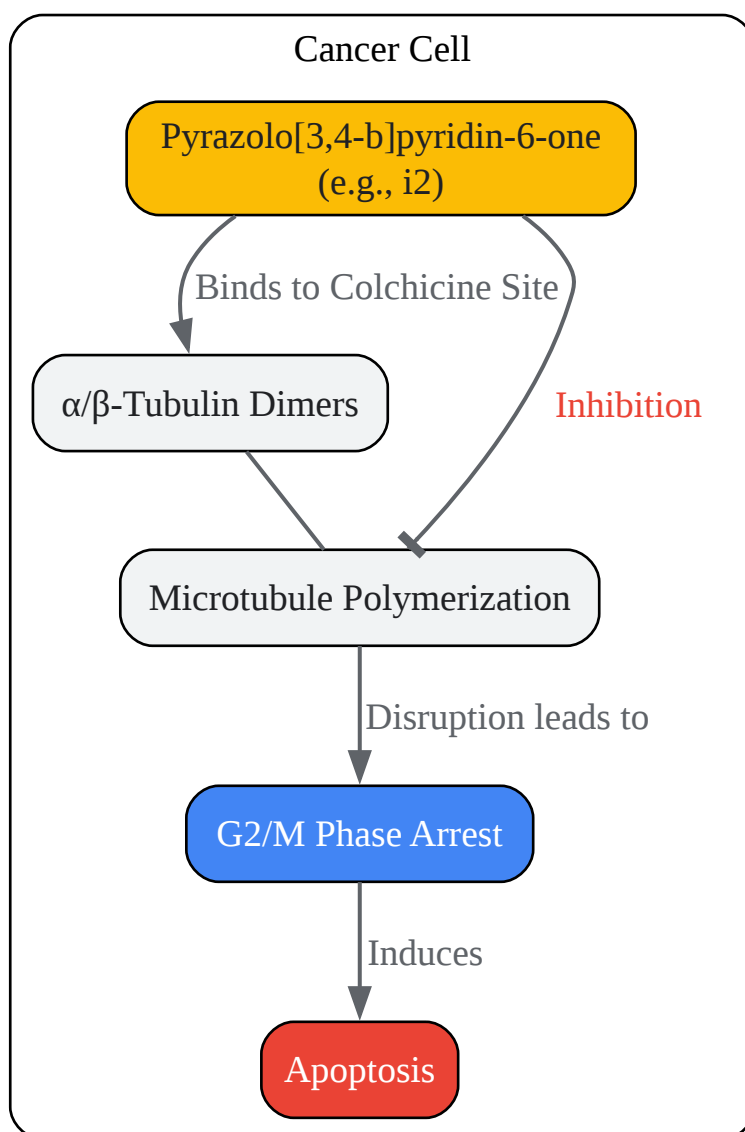 Cancer Cell
Pyrazolo[3,4-b]pyridin-6-one
(e.g., i2)
Binds to Colchicine Site
α/β-Tubulin Dimers
Inhibition
Microtubule Polymerization
Disruption leads to
G2/M Phase Arrest
Induces
Apoptosis